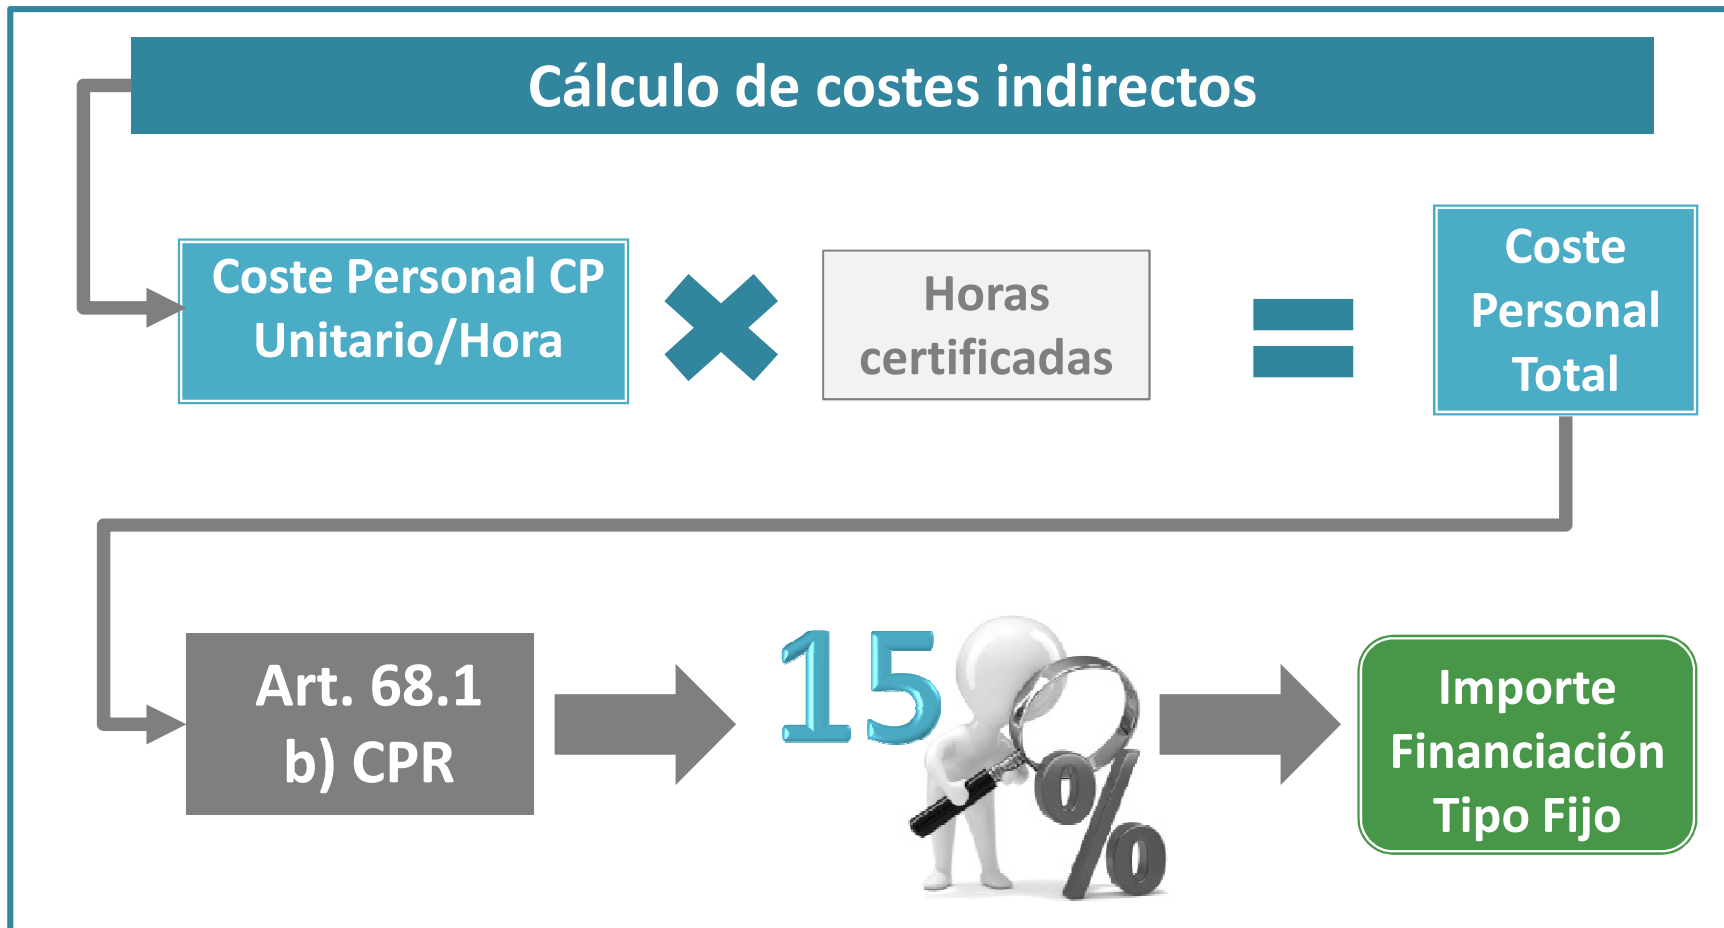 Cálculo de costes indirectos
Coste Personal CP
Unitario/Hora
Horas
certificadas
Coste
Personal
Total
Art. 68.1
b) CPR
15
%
Importe
Financiación
Tipo Fijo